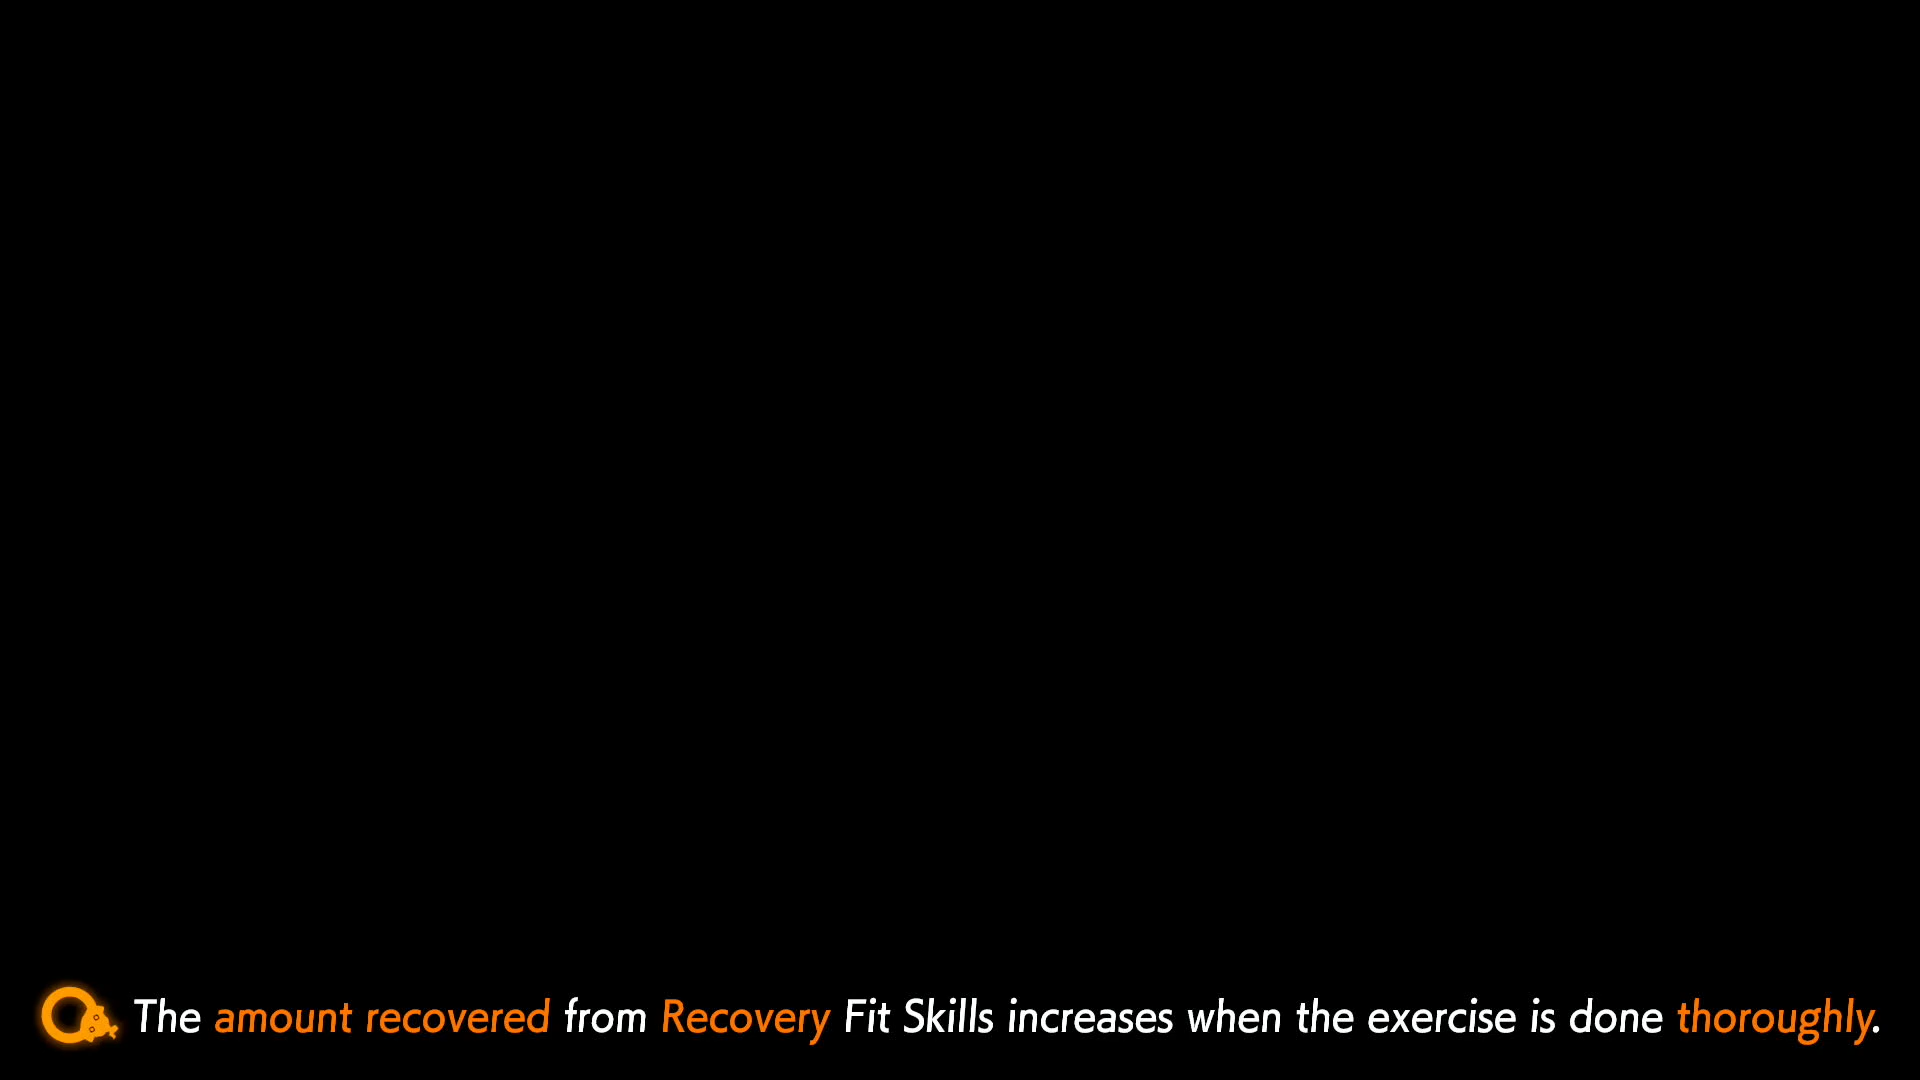 The amount recovered from Recovery Fit Skills increases when the exercise is done thoroughly.